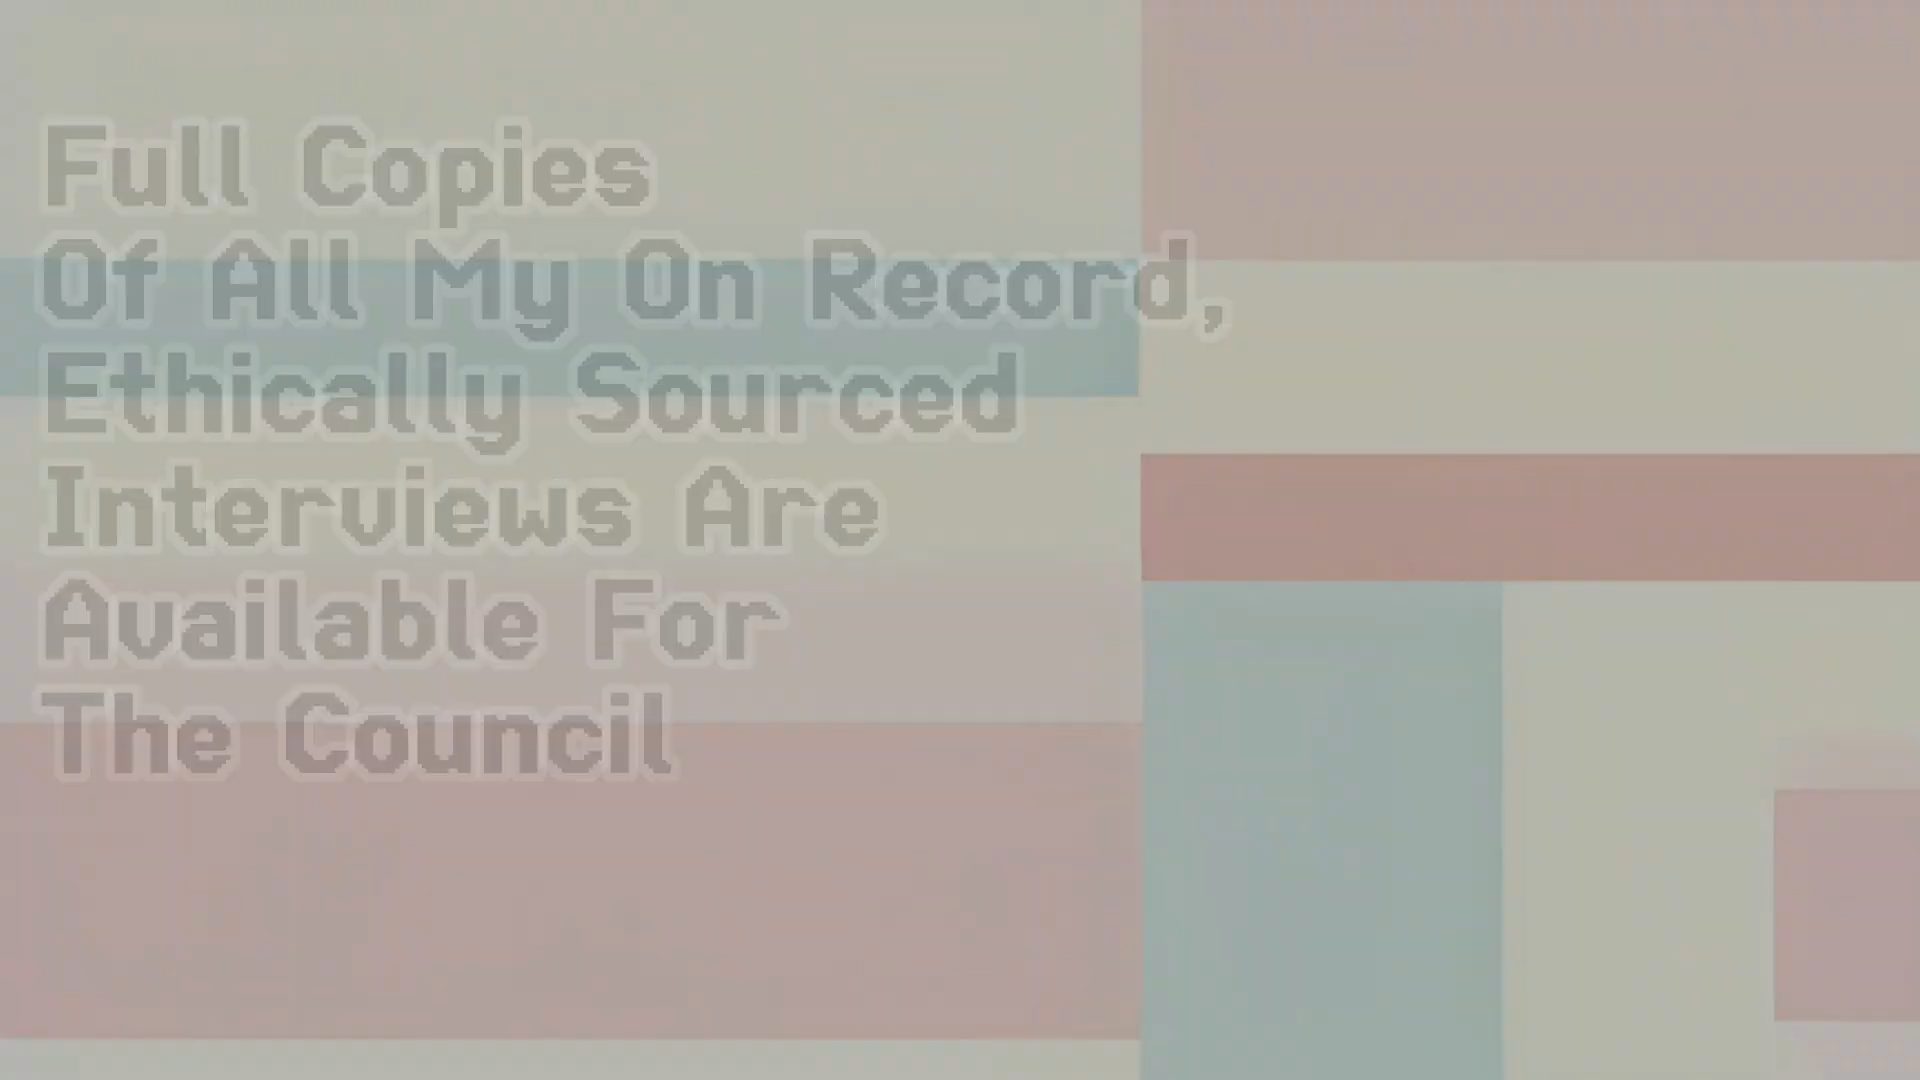 Full Copies
Of All My On Record,
Ethically Sourced
Interviews Are
Available For
The Council